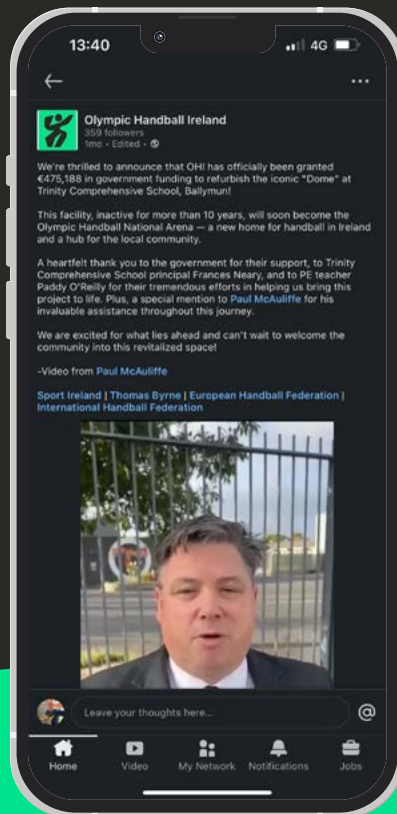 13:40
4G
Olympic Handball Ireland
359 followers
1mo • Edited •
We're thrilled to announce that OHI has officially been granted
€475,188 in government funding to refurbish the iconic "Dome" at
Trinity Comprehensive School, Ballymun!
This facility, inactive for more than 10 years, will soon become the
Olympic Handball National Arena — a new home for handball in Ireland
and a hub for the local community.
A heartfelt thank you to the government for their support, to Trinity
Comprehensive School principal Frances Neary, and to PE teacher
Paddy O'Reilly for their tremendous efforts in helping us bring this
project to life. Plus, a special mention to Paul McAuliffe for his
invaluable assistance throughout this journey.
We are excited for what lies ahead and can't wait to welcome the
community into this revitalized space!
-Video from Paul McAuliffe
Sport Ireland | Thomas Byrne | European Handball Federation |
International Handball Federation
Leave your thoughts here...
@
Home Video My Network Notifications Jobs